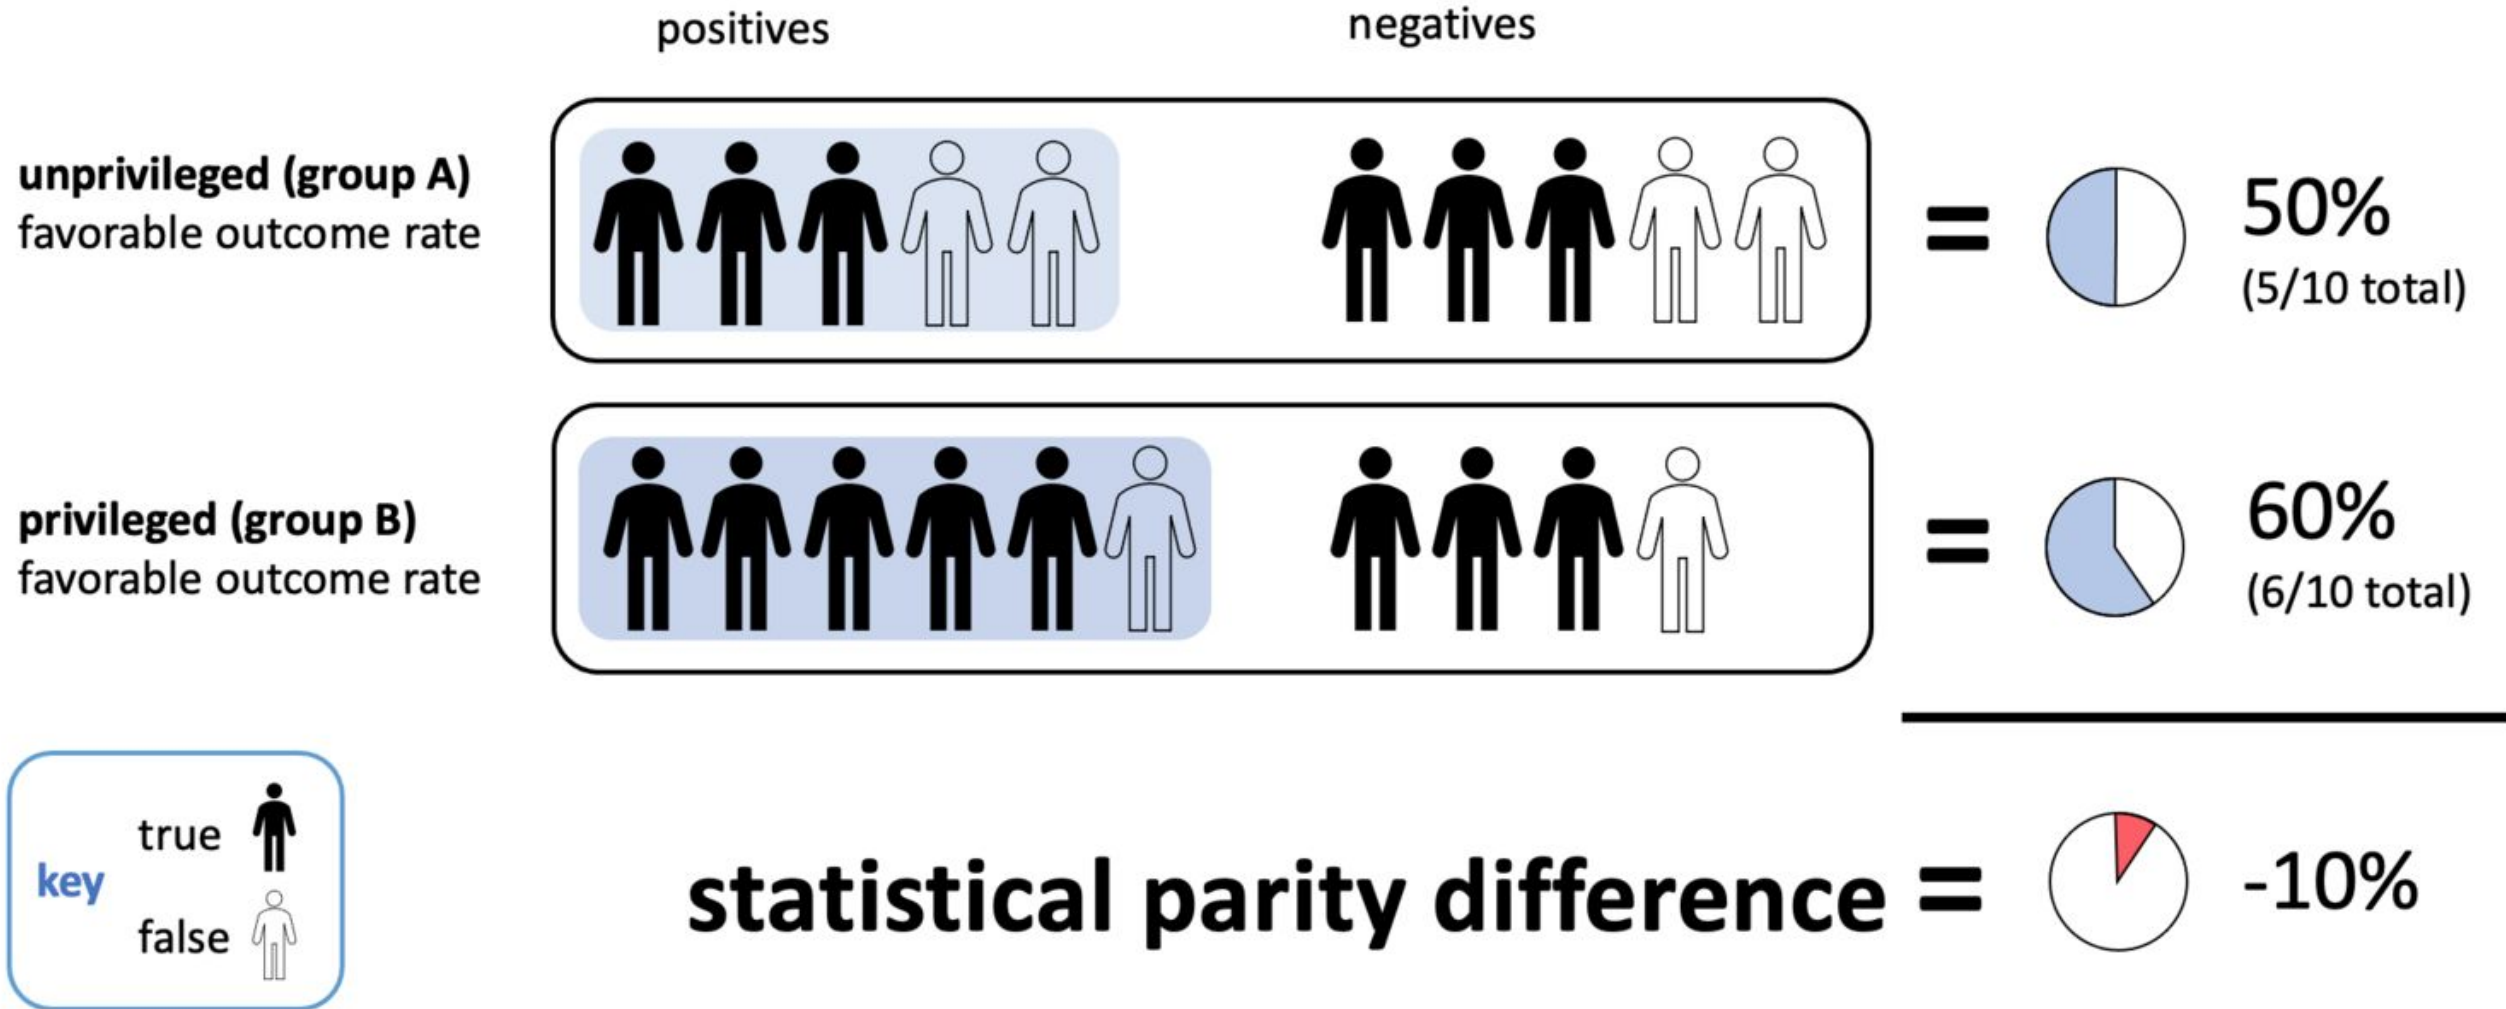 positives
negatives
unprivileged (group A)
favorable outcome rate
= 50%
(5/10 total)
privileged (group B)
favorable outcome rate
= 60%
(6/10 total)
key
true
false
statistical parity difference = -10%